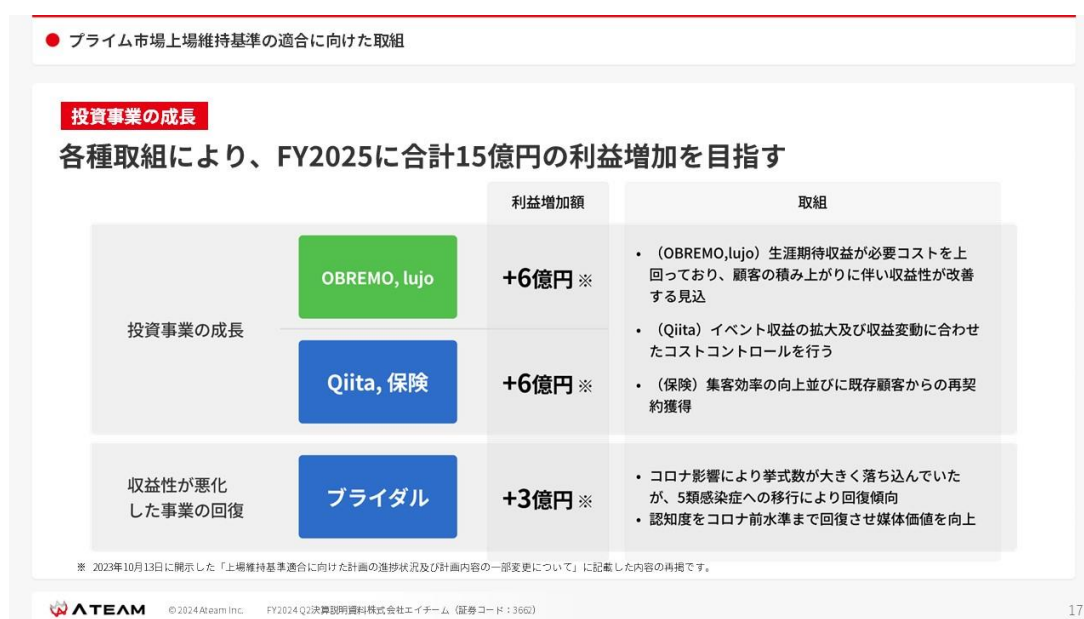 プライム市場上場維持基準の適合に向けた取組
投資事業の成長
各種取組により、FY2025に合計15億円の利益増加を目指す
利益増加額
取組
投資事業の成長
OBREMO, lujo
+6億円 ※
Qiita, 保険
+6億円 ※
• （OBREMO,lujo）生涯期待収益が必要コストを上
回っており、顧客の積み上がりに伴い収益性が改善
する見込
• （Qiita）イベント収益の拡大及び収益変動に合わせ
たコストコントロールを行う
• （保険）集客効率の向上並びに既存顧客からの再契
約獲得
収益性が悪化
した事業の回復
ブライダル
+3億円 ※
• コロナ影響により挙式数が大きく落ち込んでいた
が、5類感染症への移行により回復傾向
• 認知度をコロナ前水準まで回復させ媒体価値を向上
※ 2023年10月13日に開示した「上場維持基準適合に向けた計画の進捗状況及び計画内容の一部変更について」に記載した内容の再掲です。
ATEAM
© 2024 Ateam Inc.
FY2024 Q2決算説明資料株式会社エイチーム（証券コード：3662）
17